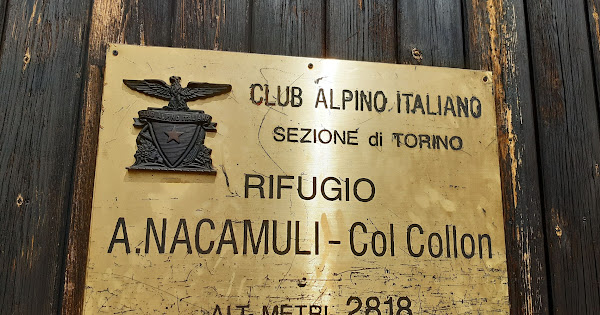 CLUB ALPINO ITALIANO
SEZIONE di TORINO
RIFUGIO
A.NACAMULI - Col Collon
ALT. METRI 2818